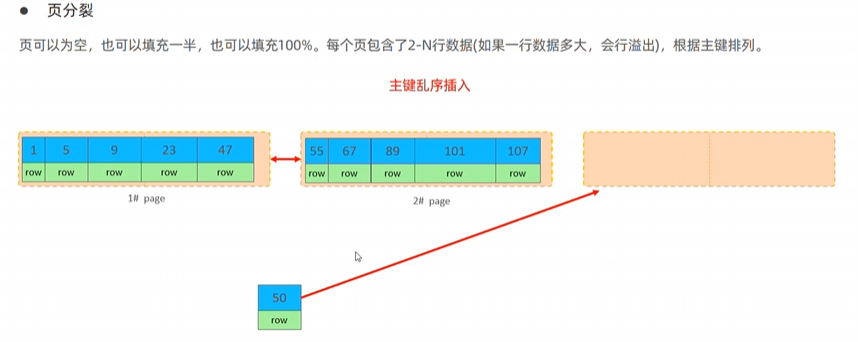 ● 页分裂
页可以为空，也可以填充一半，也可以填充100%。每个页包含了2-N行数据(如果一行数据多大，会行溢出)，根据主键排列。
主键乱序插入
1 5 9 23 47
row row row row row
1# page
55 67 89 101 107
row row row row row
2# page
50
row